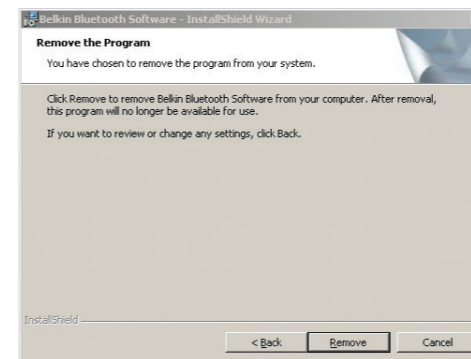 Belkin Bluetooth Software - InstallShield Wizard
Remove the Program
You have chosen to remove the program from your system.
Click Remove to remove Belkin Bluetooth Software from your computer. After removal,
this program will no longer be available for use.
If you want to review or change any settings, click Back.
InstallShield
< Back Remove Cancel